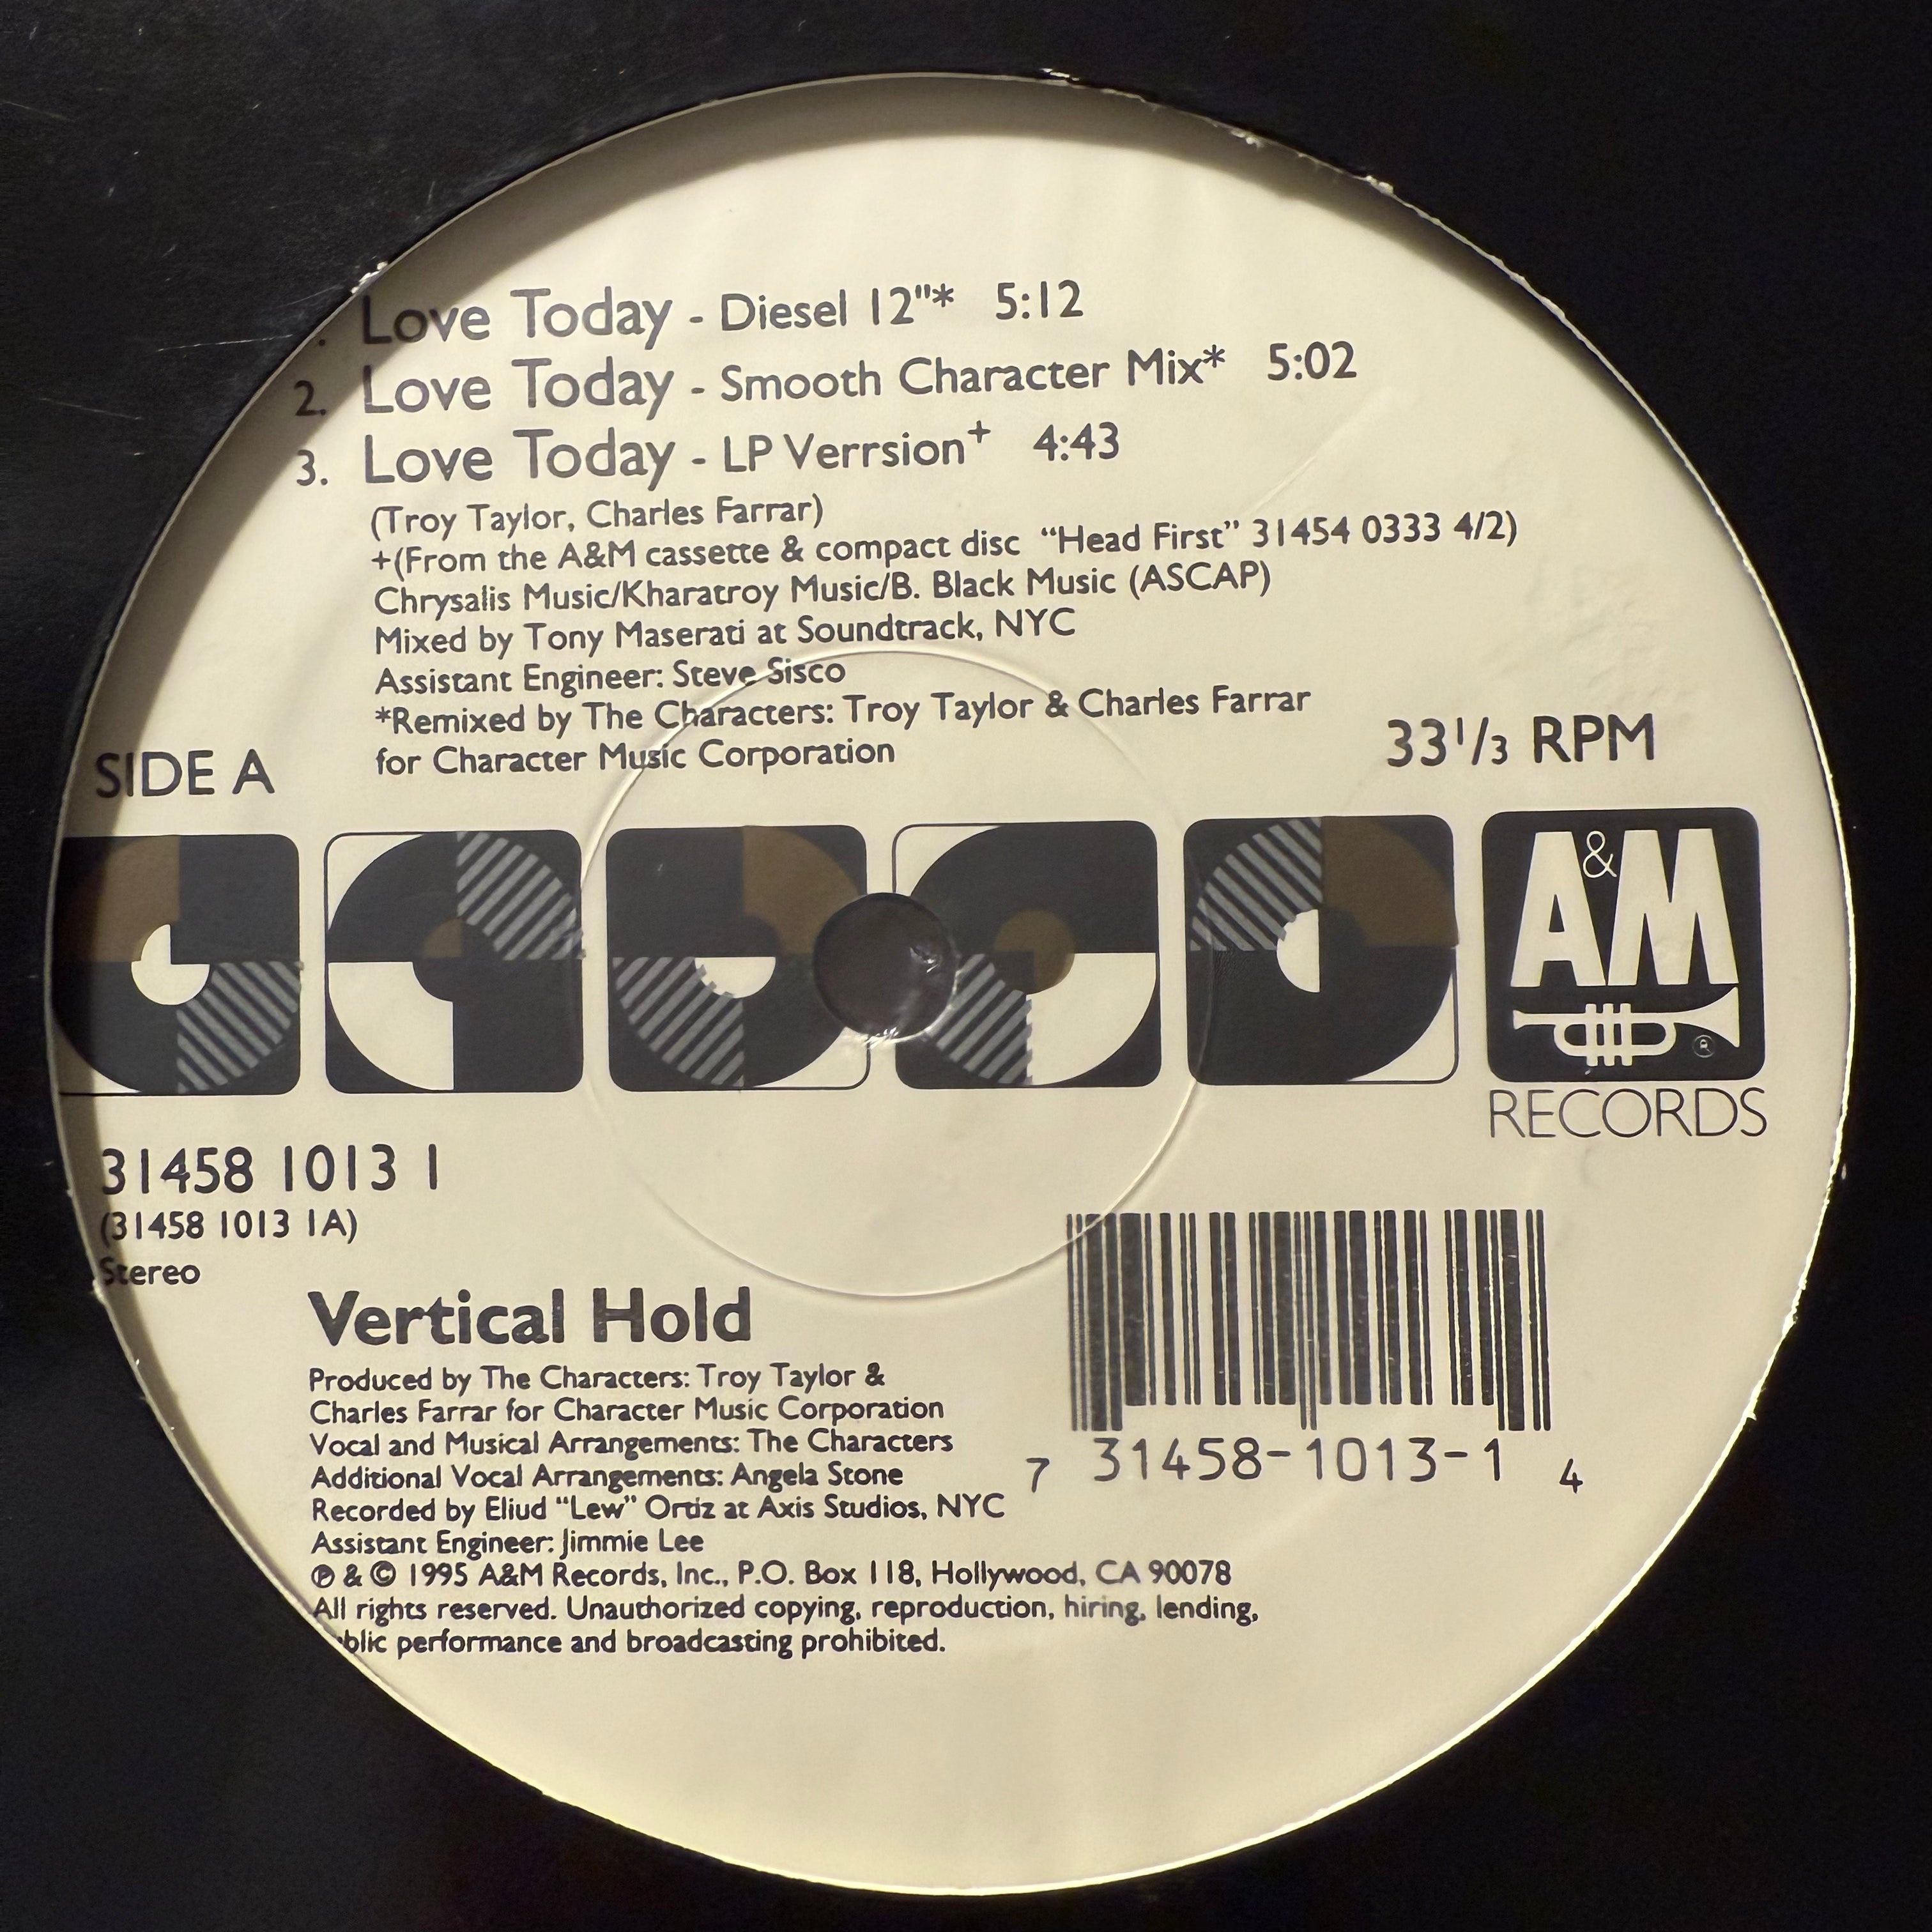 . Love Today - Diesel 12"* 5:12
2. Love Today - Smooth Character Mix* 5:02
3. Love Today - LP Verrsion+ 4:43
(Troy Taylor, Charles Farrar)
+(From the A&M cassette & compact disc "Head First" 31454 0333 4/2)
Chrysalis Music/Kharatroy Music/B. Black Music (ASCAP)
Mixed by Tony Maserati at Soundtrack, NYC
Assistant Engineer: Steve Sisco
*Remixed by The Characters: Troy Taylor & Charles Farrar
for Character Music Corporation
SIDE A
33 1/3 RPM
A&M
®
RECORDS
31458 1013 1
(31458 1013 1A)
Stereo
Vertical Hold
Produced by The Characters: Troy Taylor &
Charles Farrar for Character Music Corporation
Vocal and Musical Arrangements: The Characters
Additional Vocal Arrangements: Angela Stone
Recorded by Eliud "Lew" Ortiz at Axis Studios, NYC
Assistant Engineer: Jimmie Lee
℗ & © 1995 A&M Records, Inc., P.O. Box 118, Hollywood, CA 90078
All rights reserved. Unauthorized copying, reproduction, hiring, lending,
blic performance and broadcasting prohibited.
7 31458-1013-1 4